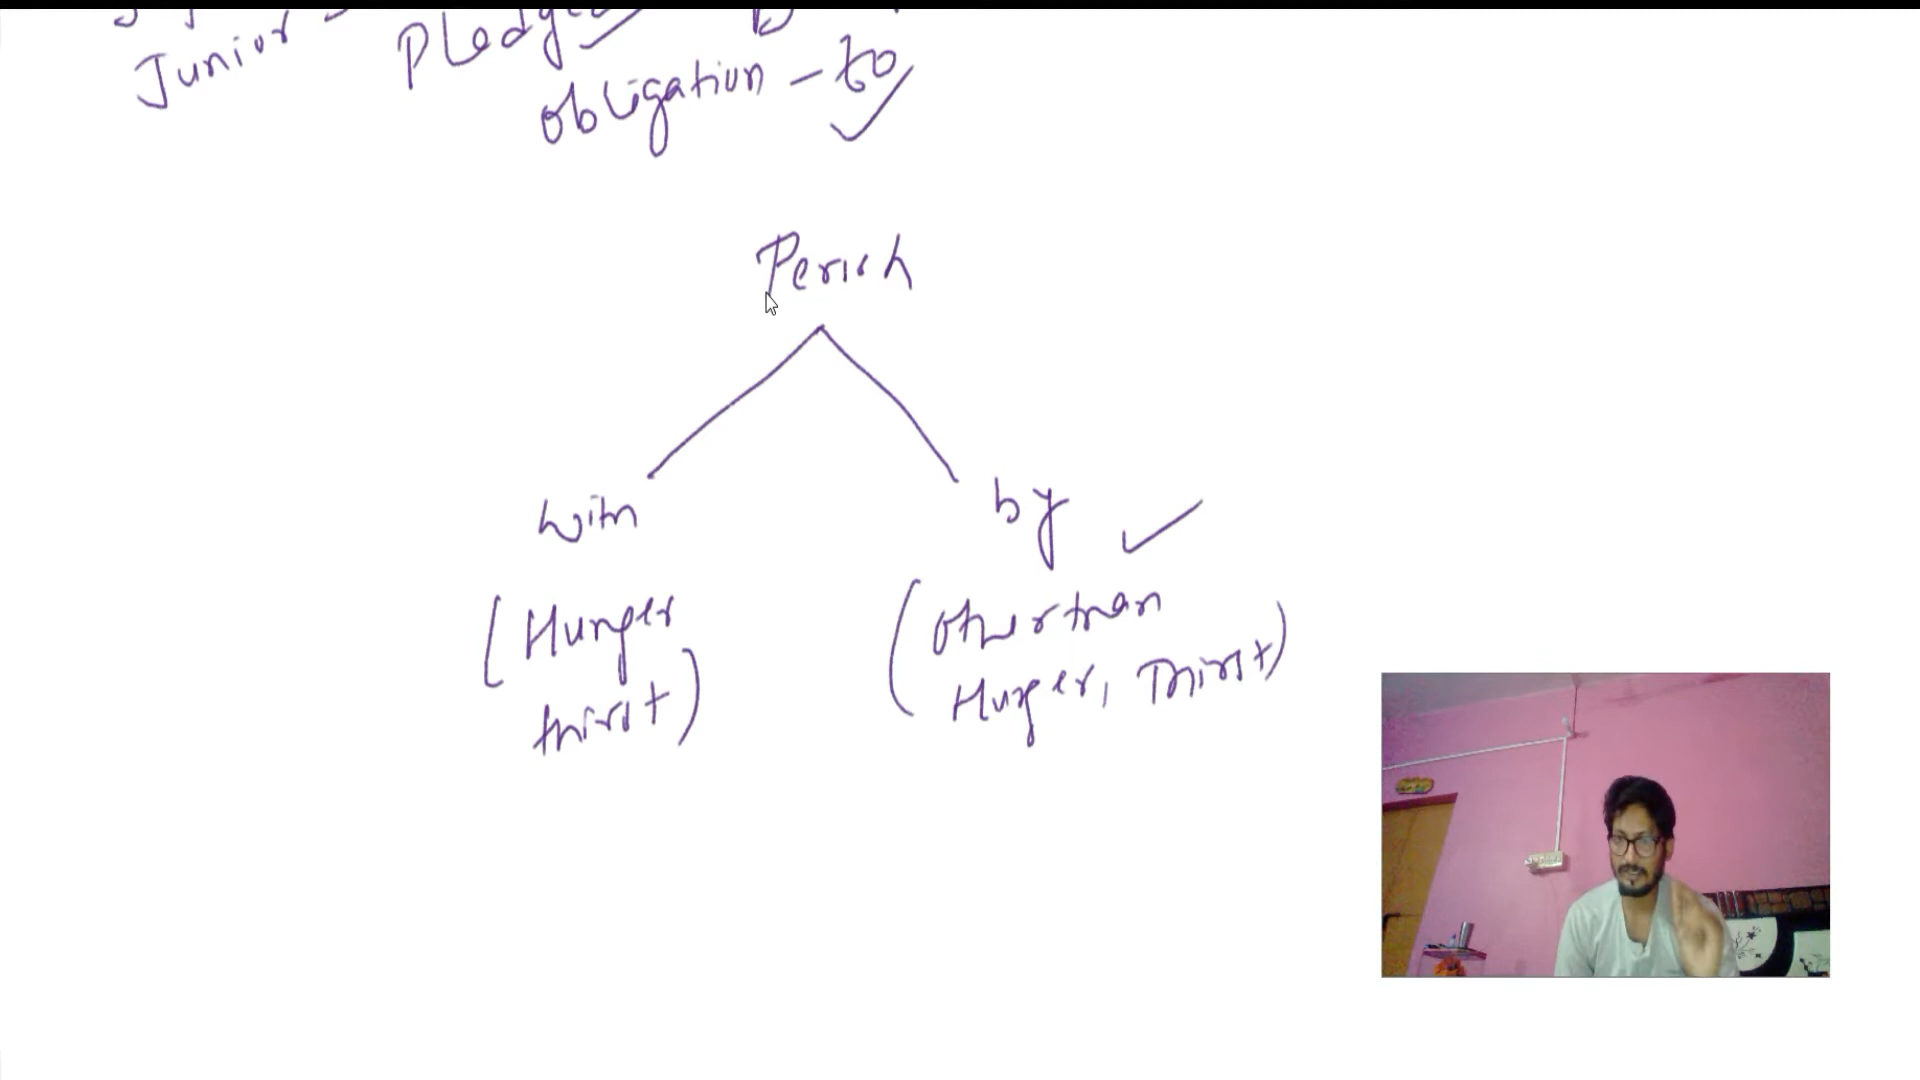 Junior
Pledge
obligation - to
Perish
with
by
(Hunger
thirst)
(Other than
Hunger, Thirst)